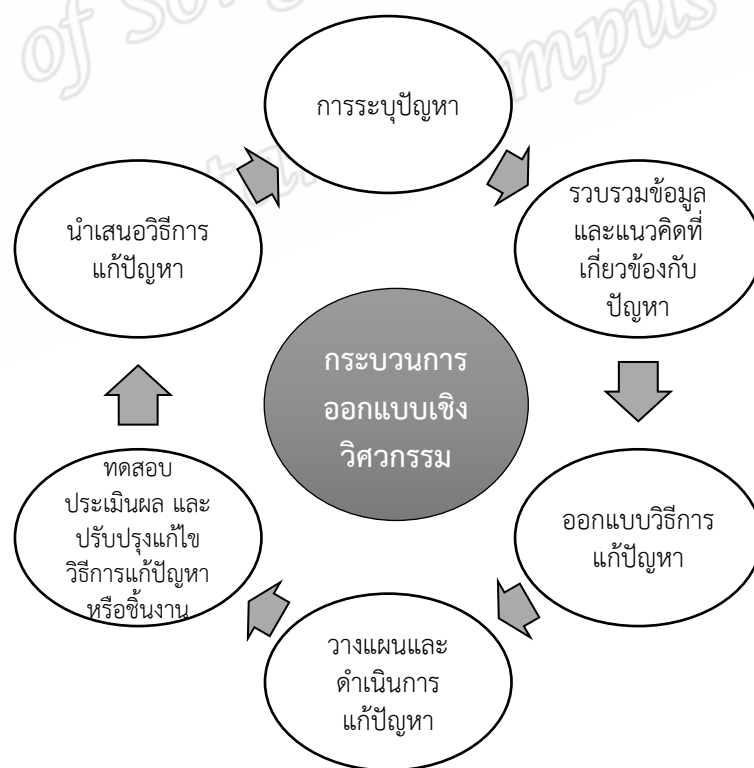 การระบุปัญหา
รวบรวมข้อมูล
และแนวคิดที่
เกี่ยวข้องกับ
ปัญหา
ออกแบบวิธีการ
แก้ปัญหา
วางแผนและ
ดำเนินการ
แก้ปัญหา
ทดสอบ
ประเมินผล และ
ปรับปรุงแก้ไข
วิธีการแก้ปัญหา
หรือชิ้นงาน
นำเสนอวิธีการ
แก้ปัญหา
กระบวนการ
ออกแบบเชิง
วิศวกรรม